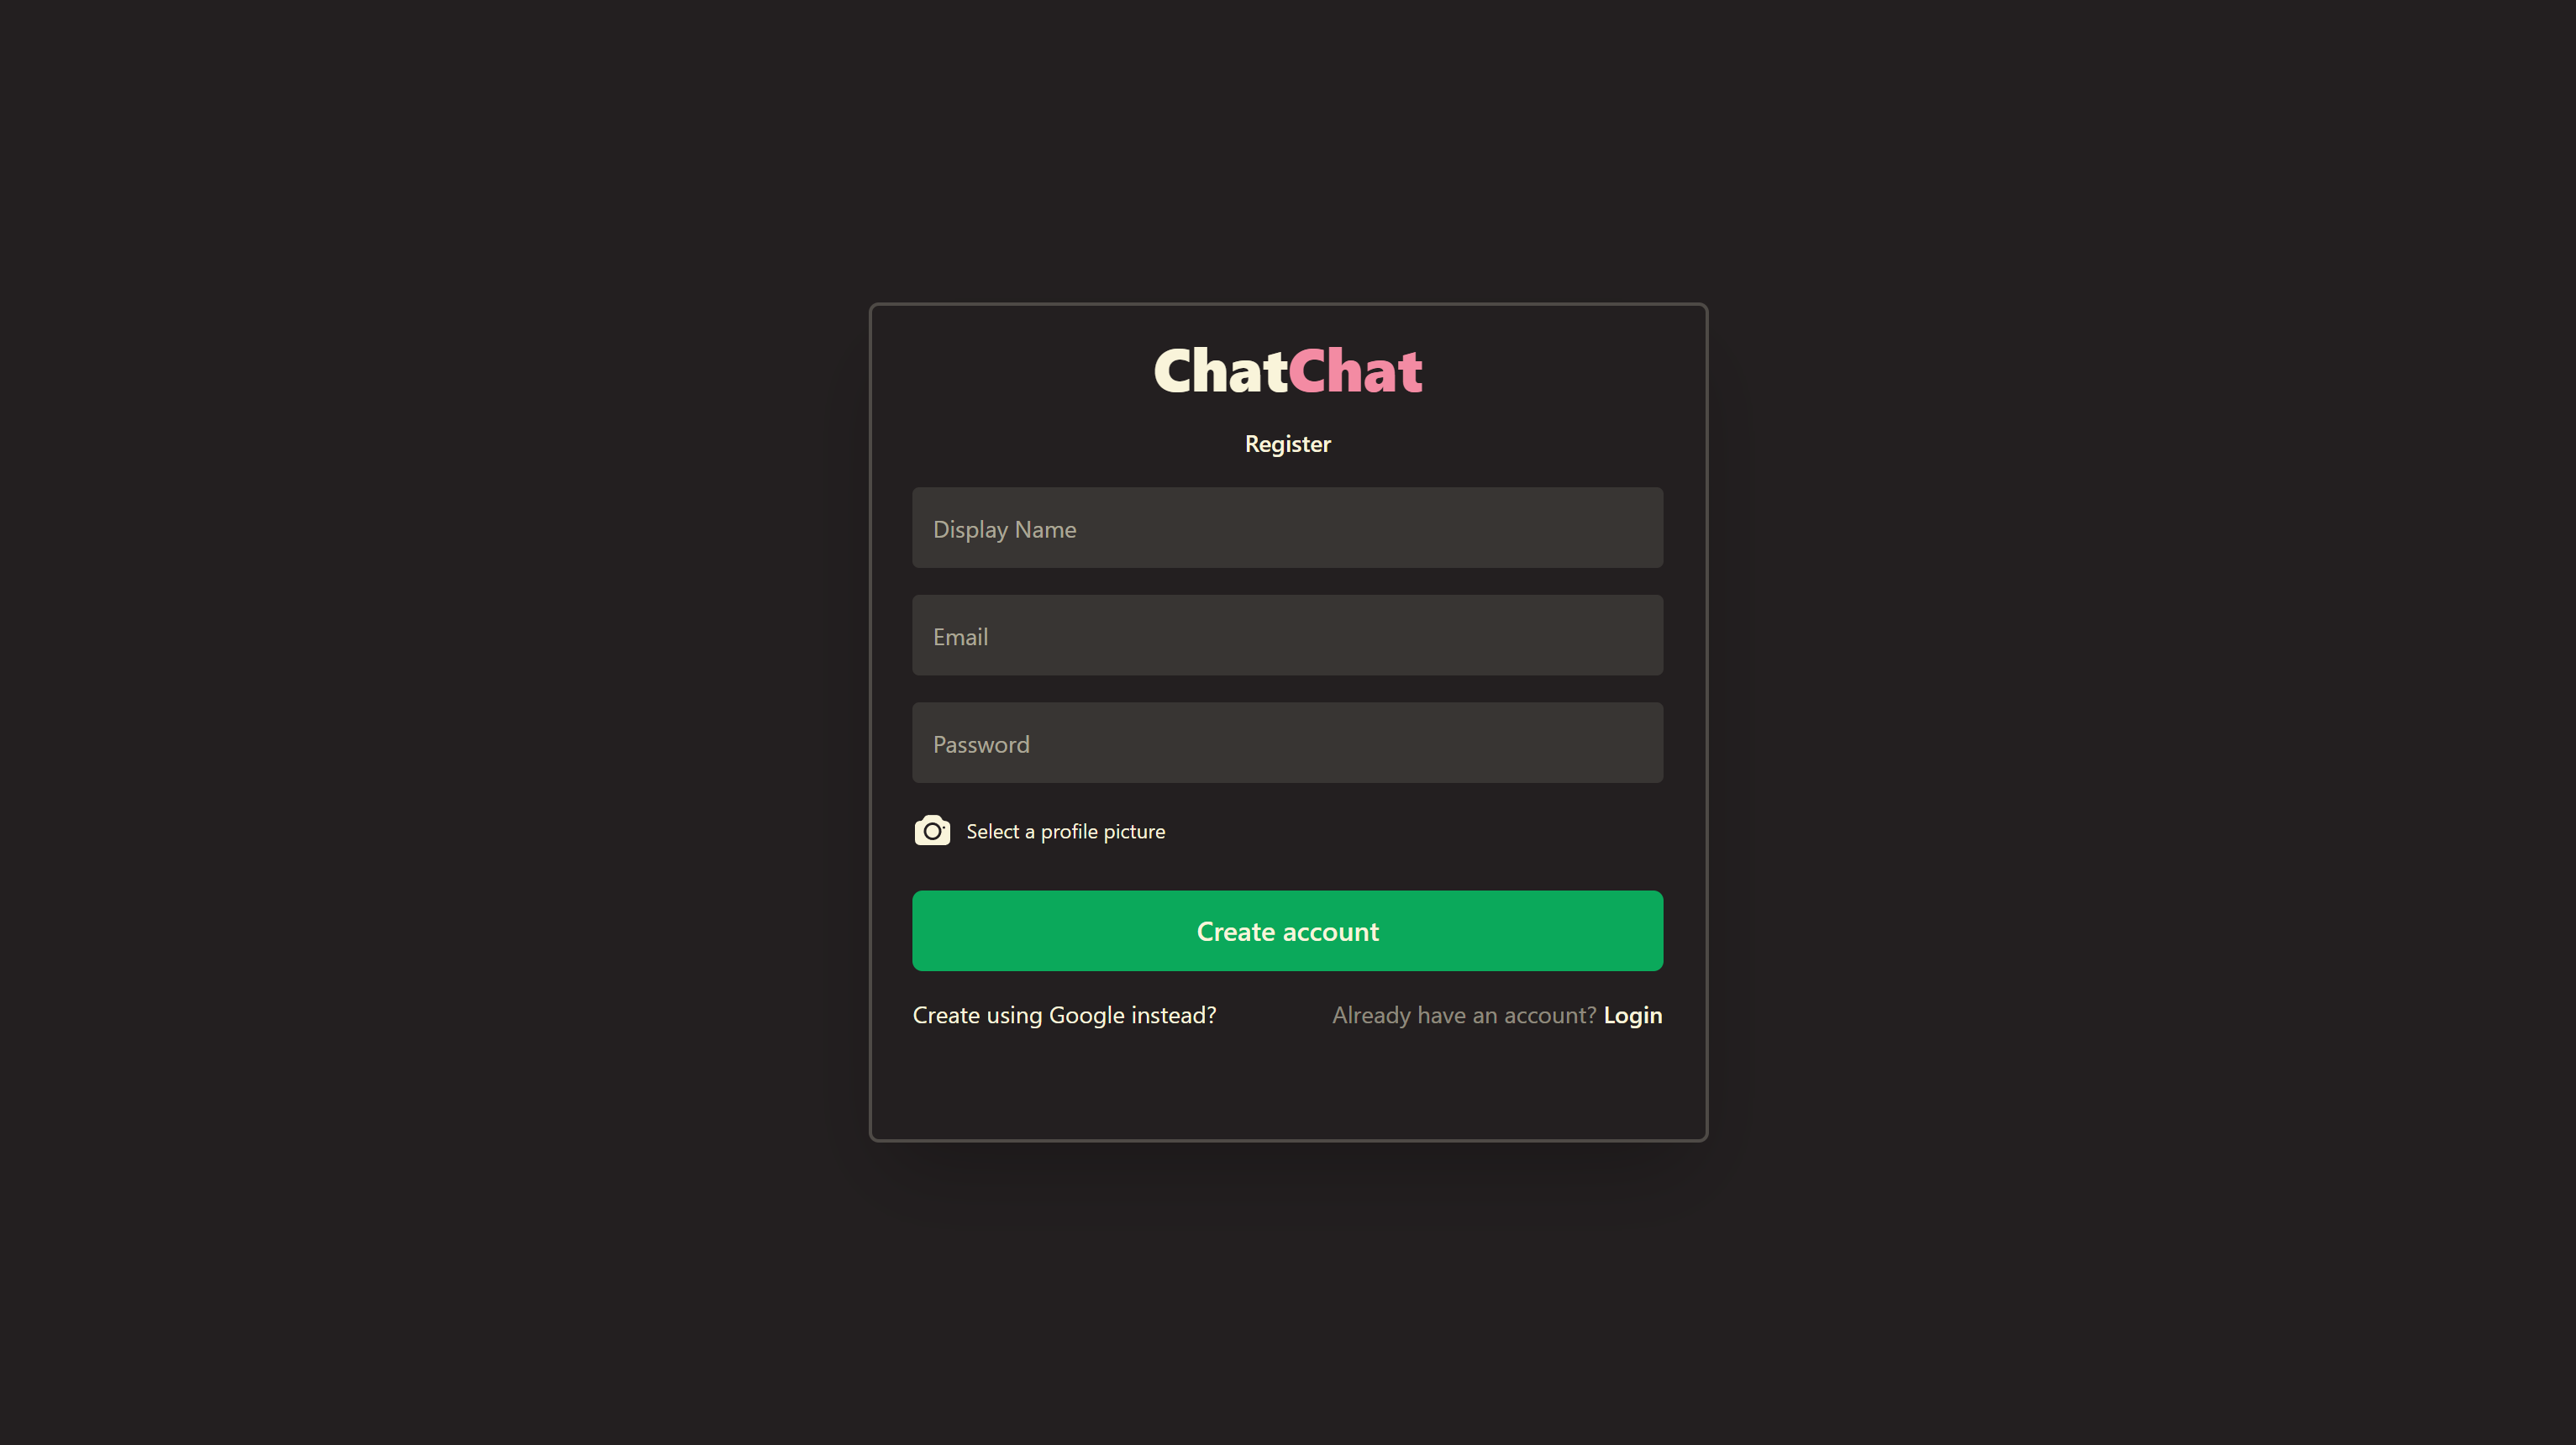 ChatChat
Register
Display Name
Email
Password
Select a profile picture
Create account
Create using Google instead? Already have an account? Login